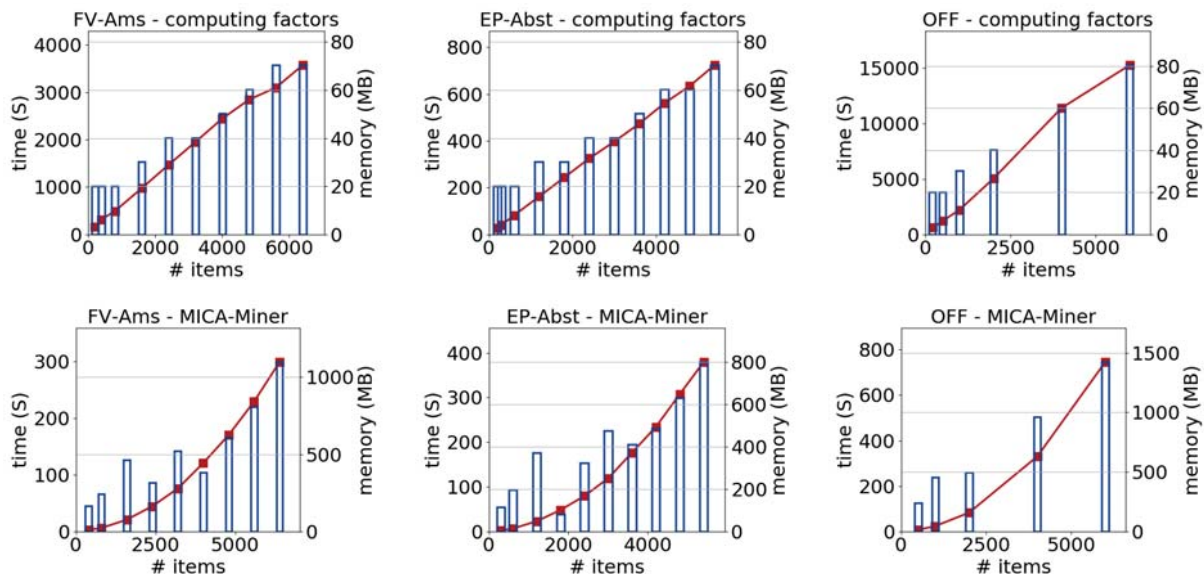 FV-Ams - computing factors
4000
3000
2000
1000
0
time (S)
80
60
40
20
0
memory (MB)
0 2000 4000 6000
# items
EP-Abst - computing factors
800
600
400
200
0
time (S)
80
60
40
20
0
memory (MB)
0 2000 4000
# items
OFF - computing factors
15000
10000
5000
0
time (S)
80
60
40
20
0
memory (MB)
0 2500 5000
# items
FV-Ams - MICA-Miner
300
200
100
0
time (S)
1000
500
0
memory (MB)
0 2500 5000
# items
EP-Abst - MICA-Miner
400
300
200
100
0
time (S)
800
600
400
200
0
memory (MB)
0 2000 4000
# items
OFF - MICA-Miner
800
600
400
200
0
time (S)
1500
1000
500
0
memory (MB)
0 2500 5000
# items